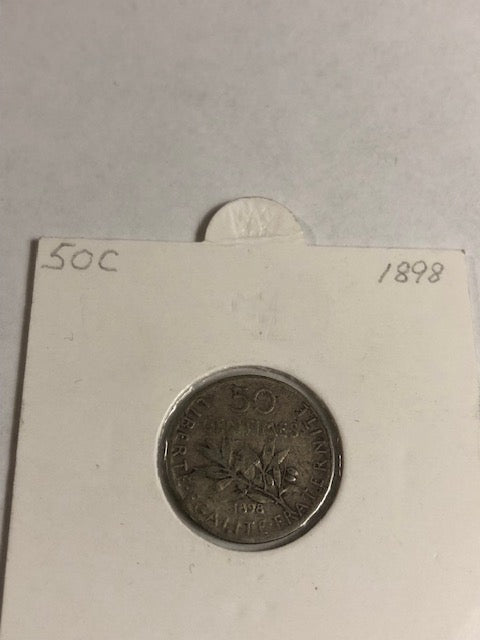 50C 1898
50
CENTIMES
1898
LIBERTE·EGALITE·FRATERNITE